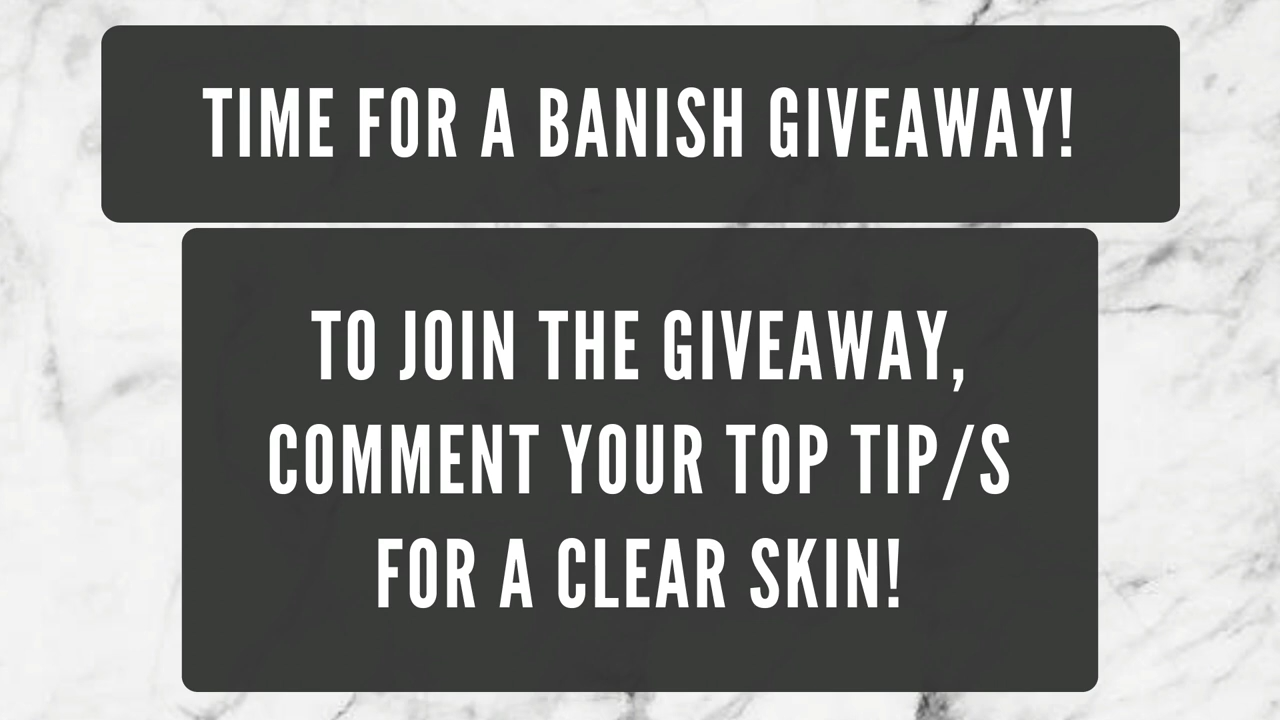 TIME FOR A BANISH GIVEAWAY!
TO JOIN THE GIVEAWAY,
COMMENT YOUR TOP TIP/S
FOR A CLEAR SKIN!